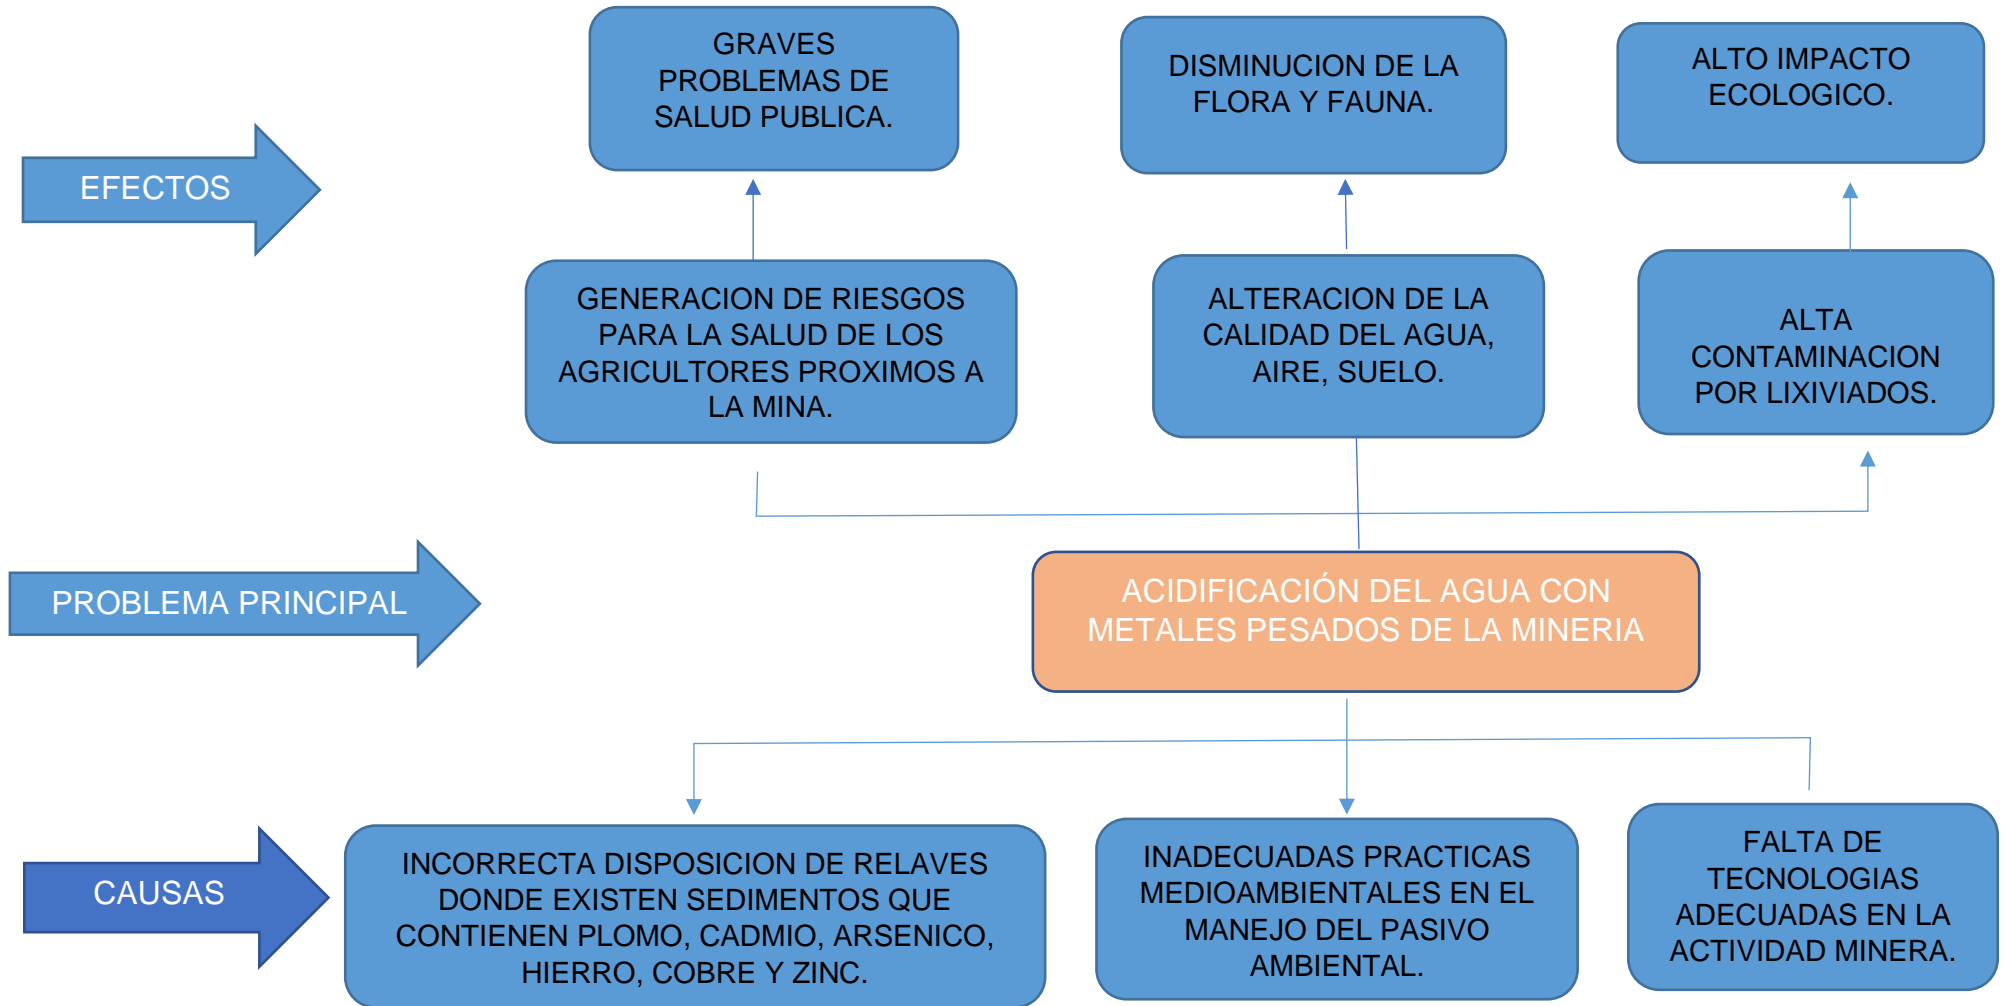 GRAVES
PROBLEMAS DE
SALUD PUBLICA.
DISMINUCION DE LA
FLORA Y FAUNA.
ALTO IMPACTO
ECOLOGICO.
EFECTOS
GENERACION DE RIESGOS
PARA LA SALUD DE LOS
AGRICULTORES PROXIMOS A
LA MINA.
ALTERACION DE LA
CALIDAD DEL AGUA,
AIRE, SUELO.
ALTA
CONTAMINACION
POR LIXIVIADOS.
PROBLEMA PRINCIPAL
ACIDIFICACIÓN DEL AGUA CON
METALES PESADOS DE LA MINERIA
CAUSAS
INCORRECTA DISPOSICION DE RELAVES
DONDE EXISTEN SEDIMENTOS QUE
CONTIENEN PLOMO, CADMIO, ARSENICO,
HIERRO, COBRE Y ZINC.
INADECUADAS PRACTICAS
MEDIOAMBIENTALES EN EL
MANEJO DEL PASIVO
AMBIENTAL.
FALTA DE
TECNOLOGIAS
ADECUADAS EN LA
ACTIVIDAD MINERA.